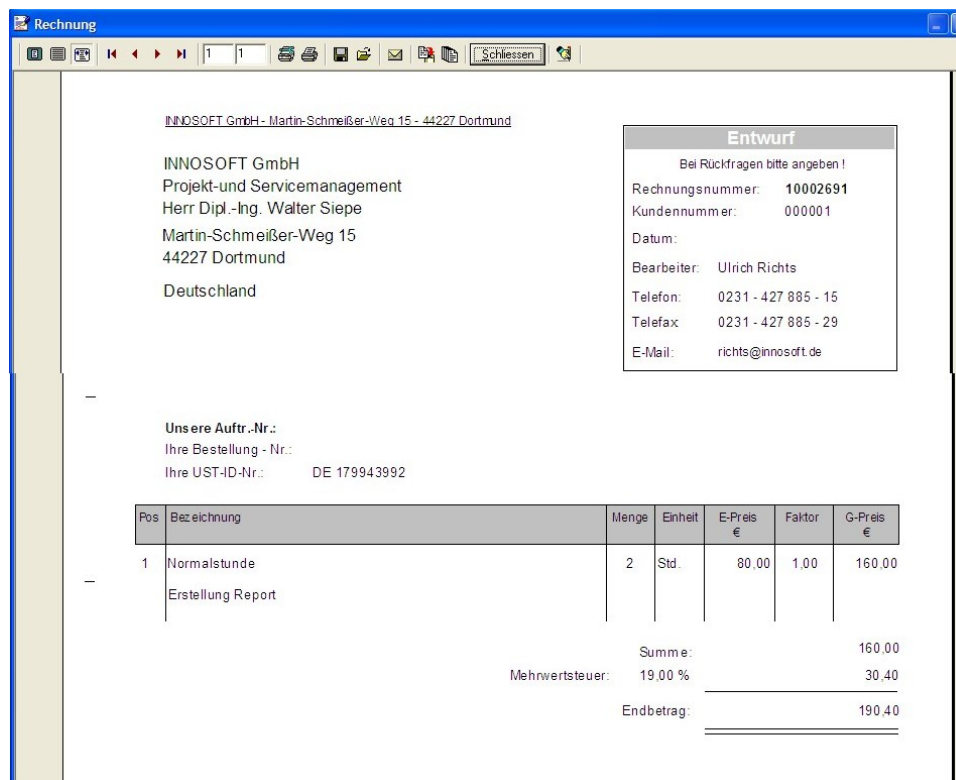 Rechnung
1 1 Schliessen
INNOSOFT GmbH - Martin-Schmeißer-Weg 15 - 44227 Dortmund
INNOSOFT GmbH
Projekt-und Servicemanagement
Herr Dipl.-Ing. Walter Siepe
Martin-Schmeißer-Weg 15
44227 Dortmund
Deutschland
Entwurf
Bei Rückfragen bitte angeben !
Rechnungsnummer: 10002691
Kundennummer: 000001
Datum:
Bearbeiter: Ulrich Richts
Telefon: 0231 - 427 885 - 15
Telefax: 0231 - 427 885 - 29
E-Mail: richts@innosoft.de
Unsere Auftr.-Nr.:
Ihre Bestellung - Nr.:
Ihre UST-ID-Nr.: DE 179943992
Pos Bezeichnung Menge Einheit E-Preis Faktor G-Preis
€ €
1 Normalstunde 2 Std. 80,00 1,00 160,00
Erstellung Report
Summe: 160,00
Mehrwertsteuer: 19,00 % 30,40
Endbetrag: 190,40